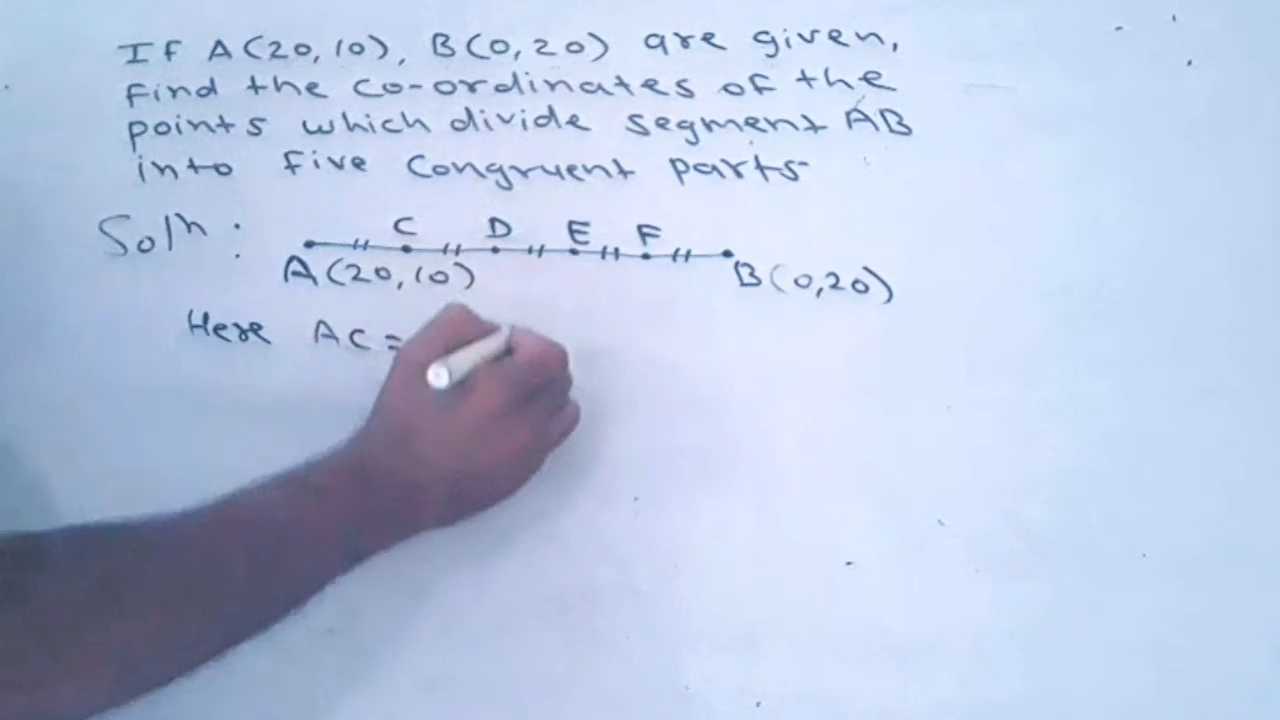 If A(20,10), B(0,20) are given,
find the co-ordinates of the
points which divide segment AB
into five congruent parts.
Soln :
C D E F
A(20,10) B(0,20)
Here AC =